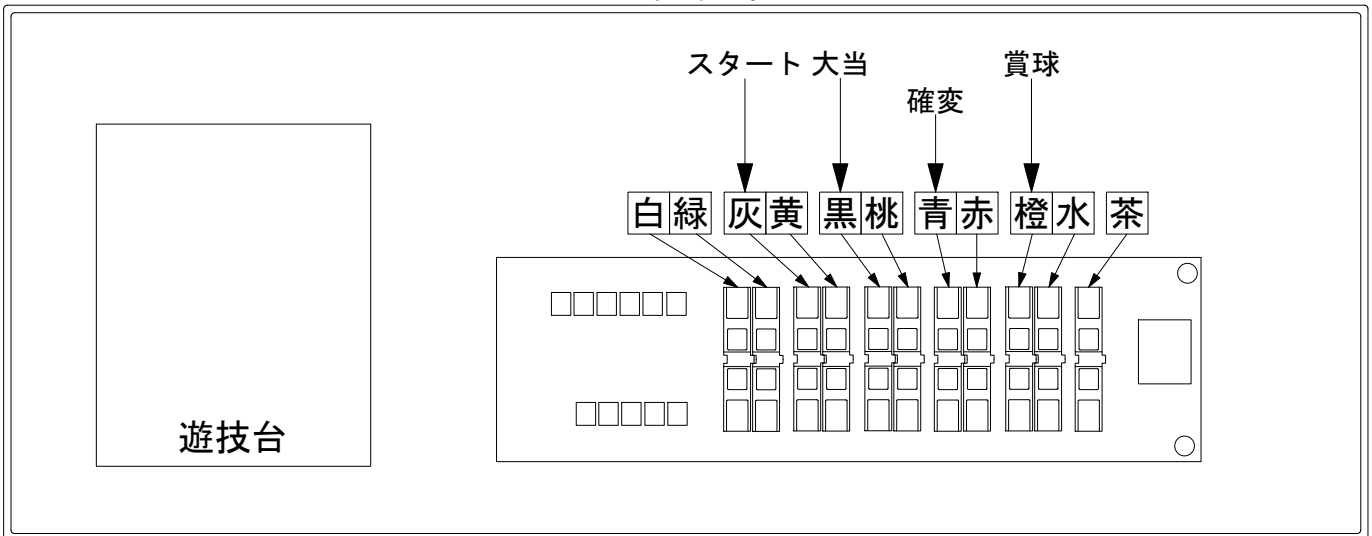 スタート 大当 賞球
確変
白 緑 灰 黄 黒 桃 青 赤 橙 水 茶
遊技台